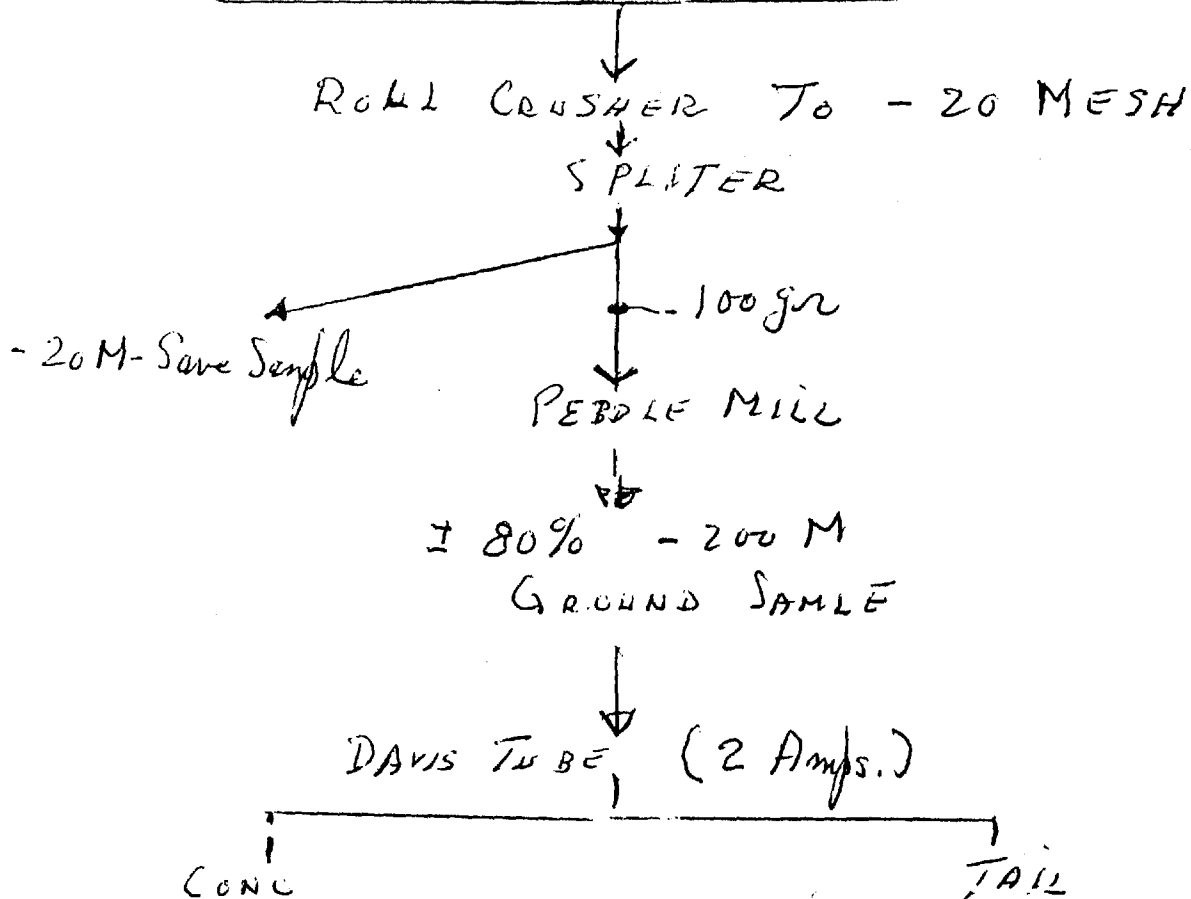 ROLL CRUSHER TO - 20 MESH
SPLITER
- 100 gr
- 20 M - Save Sample
PEBBLE MILL
± 80% - 200 M
GROUND SAMLE
DAVIS TUBE (2 Amps.)
CONC
TAIL